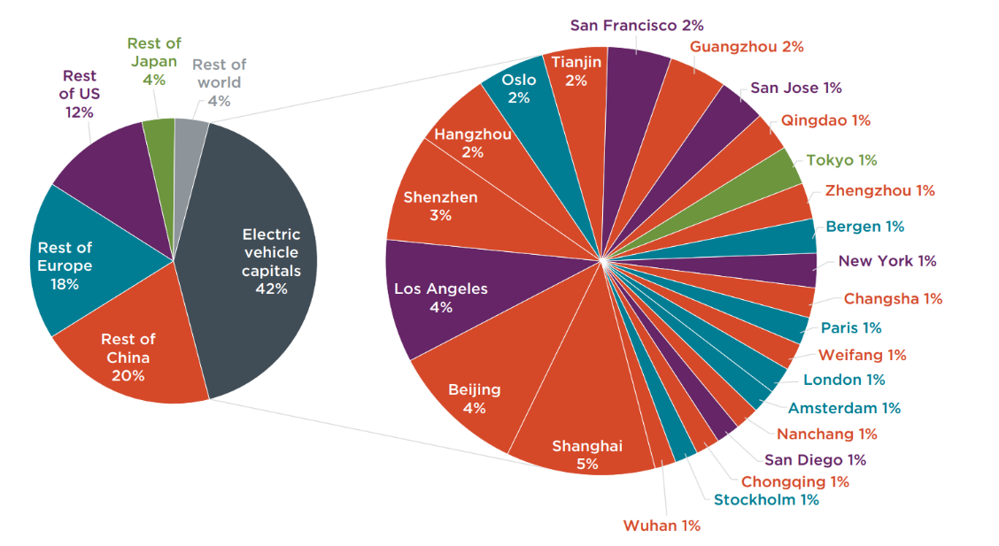 Rest of
Japan
4%
Rest of
world
4%
Rest
of US
12%
Rest of
Europe
18%
Rest of
China
20%
Electric
vehicle
capitals
42%
San Francisco 2%
Guangzhou 2%
San Jose 1%
Qingdao 1%
Tokyo 1%
Zhengzhou 1%
Bergen 1%
New York 1%
Changsha 1%
Paris 1%
Weifang 1%
London 1%
Amsterdam 1%
Nanchang 1%
San Diego 1%
Chongqing 1%
Stockholm 1%
Wuhan 1%
Shanghai
5%
Beijing
4%
Los Angeles
4%
Shenzhen
3%
Hangzhou
2%
Oslo
2%
Tianjin
2%